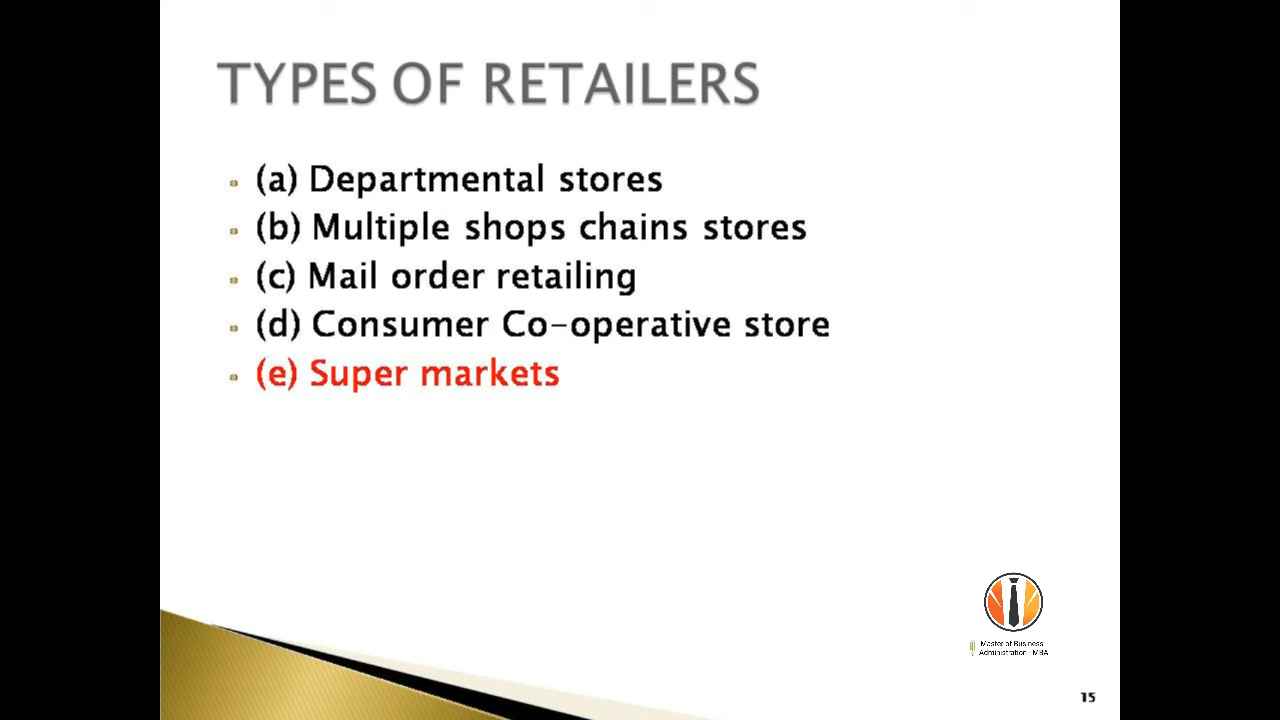 TYPES OF RETAILERS
(a) Departmental stores
(b) Multiple shops chains stores
(c) Mail order retailing
(d) Consumer Co-operative store
(e) Super markets
Master of Business
Administration - MBA
15